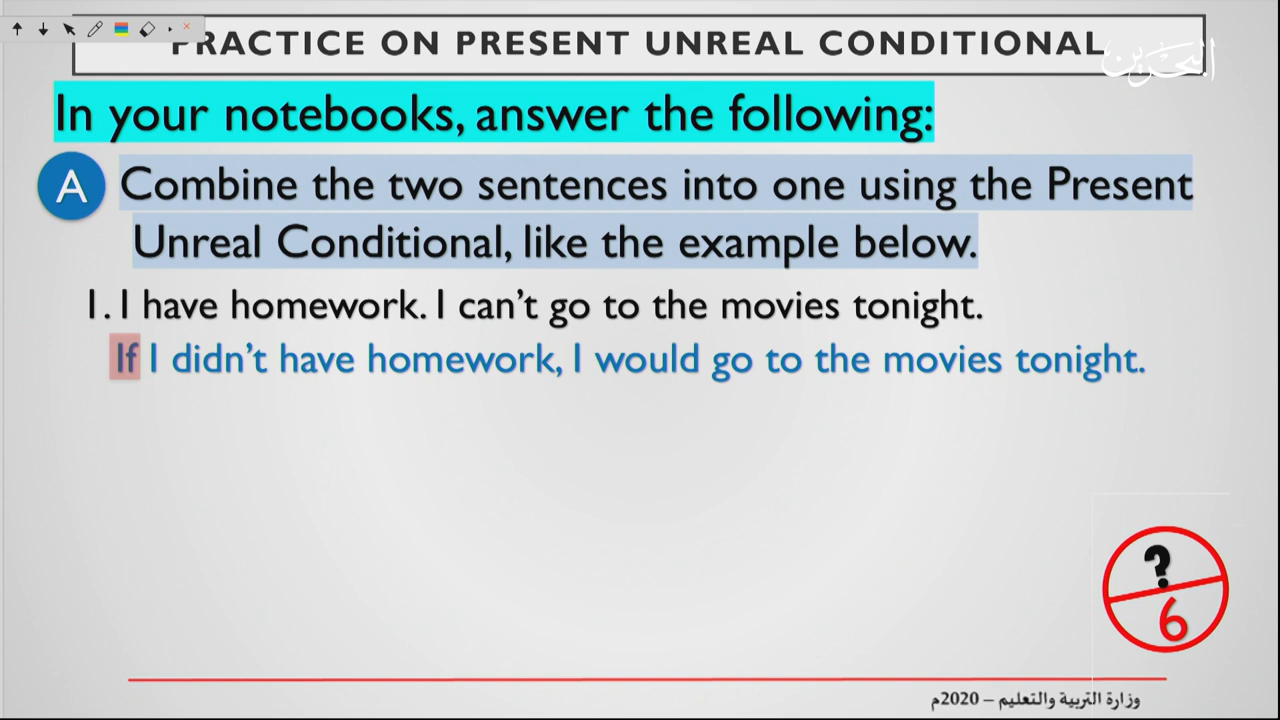 PRACTICE ON PRESENT UNREAL CONDITIONAL
البحرين
In your notebooks, answer the following:
A Combine the two sentences into one using the Present
Unreal Conditional, like the example below.
1. I have homework. I can't go to the movies tonight.
If I didn't have homework, I would go to the movies tonight.
?
6
وزارة التربية والتعليم – 2020م